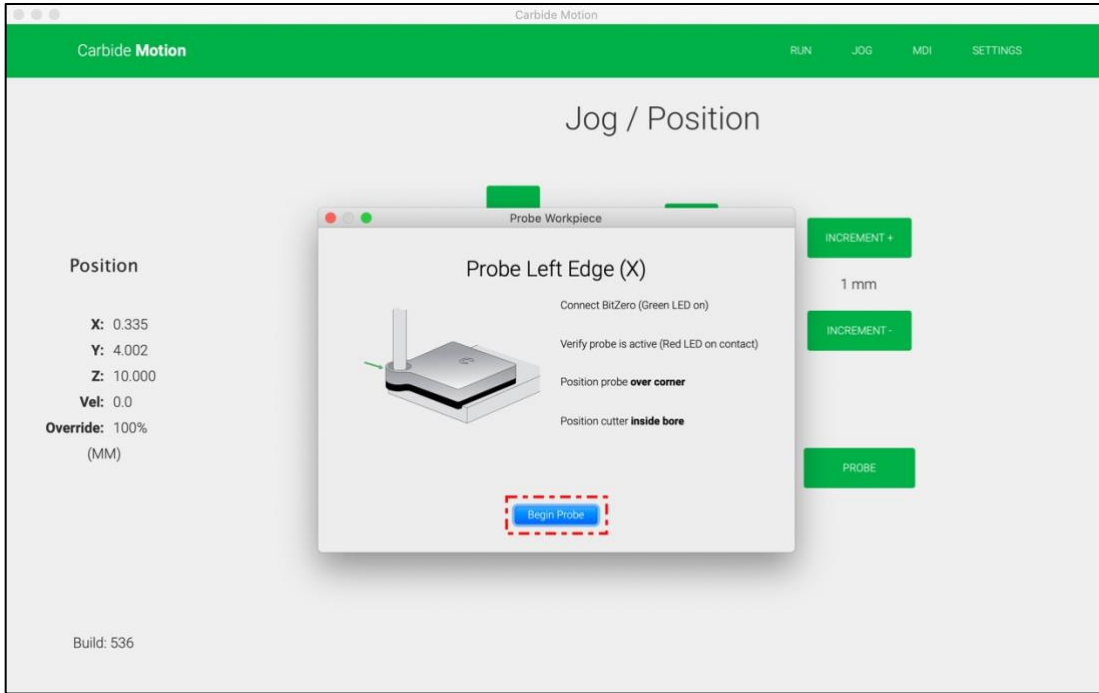 Carbide Motion
Carbide Motion
RUN JOG MDI SETTINGS
Jog / Position
Position
X: 0.335
Y: 4.002
Z: 10.000
Vel: 0.0
Override: 100%
(MM)
Probe Workpiece
Probe Left Edge (X)
Connect BitZero (Green LED on)
Verify probe is active (Red LED on contact)
Position probe over corner
Position cutter inside bore
Begin Probe
INCREMENT +
1 mm
INCREMENT -
PROBE
Build: 536